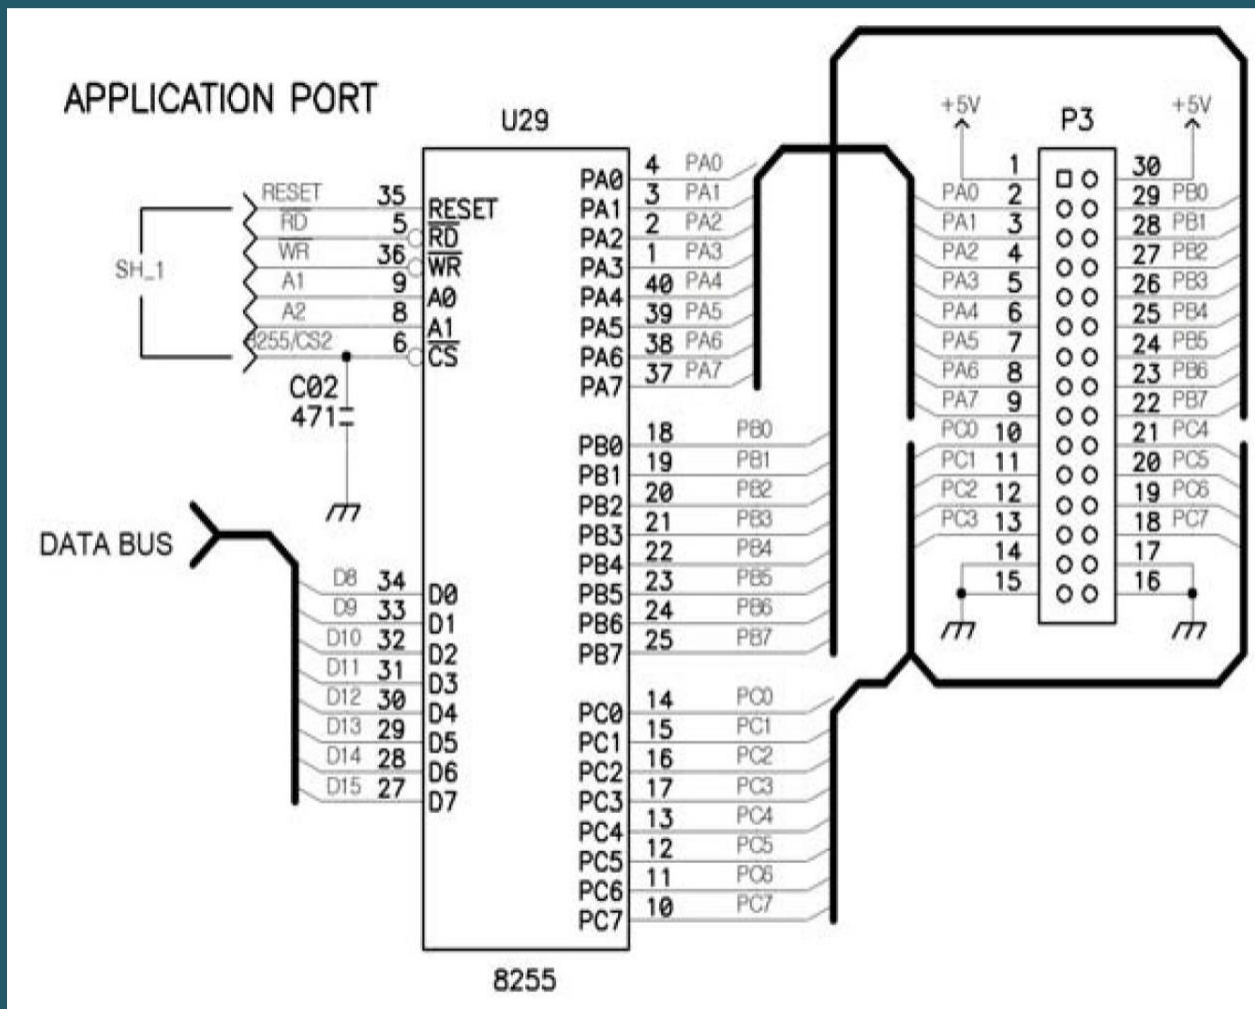 APPLICATION PORT
U29
+5V
P3
+5V
RESET 35 RESET
RD 5 RD
WR 36 WR
A1 9 A0
A2 8 A1
8255/CS2 6 CS
SH_1
C02
471
PA0 4 PA0
PA1 3 PA1
PA2 2 PA2
PA3 1 PA3
PA4 40 PA4
PA5 39 PA5
PA6 38 PA6
PA7 37 PA7
PB0 18 PB0
PB1 19 PB1
PB2 20 PB2
PB3 21 PB3
PB4 22 PB4
PB5 23 PB5
PB6 24 PB6
PB7 25 PB7
PC0 14 PC0
PC1 15 PC1
PC2 16 PC2
PC3 17 PC3
PC4 13 PC4
PC5 12 PC5
PC6 11 PC6
PC7 10 PC7
DATA BUS
D8 34 D0
D9 33 D1
D10 32 D2
D11 31 D3
D12 30 D4
D13 29 D5
D14 28 D6
D15 27 D7
1 30
PA0 2 29 PB0
PA1 3 28 PB1
PA2 4 27 PB2
PA3 5 26 PB3
PA4 6 25 PB4
PA5 7 24 PB5
PA6 8 23 PB6
PA7 9 22 PB7
PC0 10 21 PC4
PC1 11 20 PC5
PC2 12 19 PC6
PC3 13 18 PC7
14 17
15 16
8255